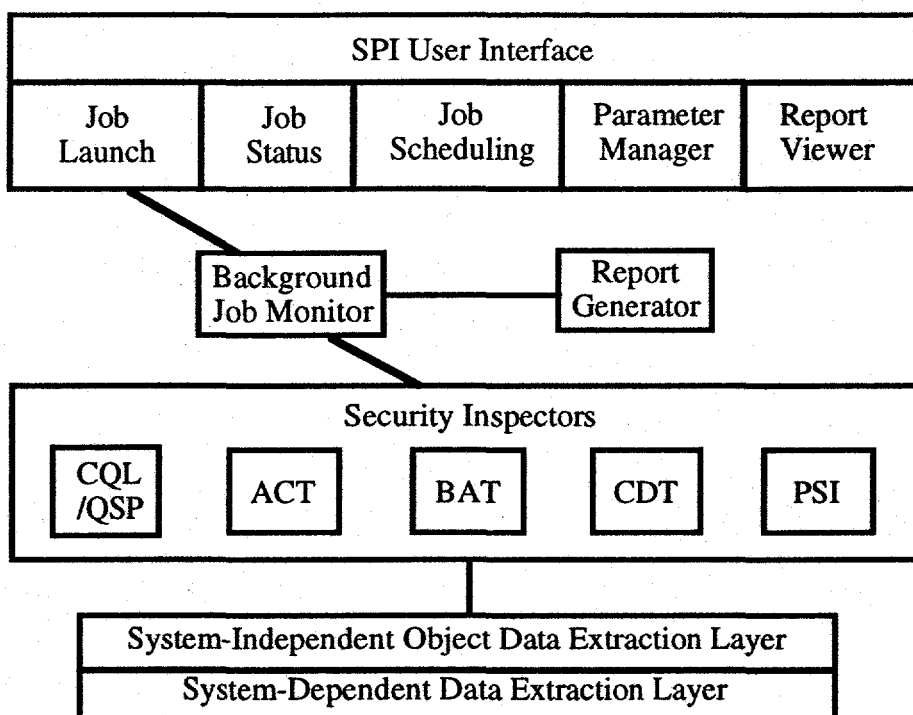 SPI User Interface
Job Launch
Job Status
Job Scheduling
Parameter Manager
Report Viewer
Background Job Monitor
Report Generator
Security Inspectors
CQL /QSP
ACT
BAT
CDT
PSI
System-Independent Object Data Extraction Layer
System-Dependent Data Extraction Layer